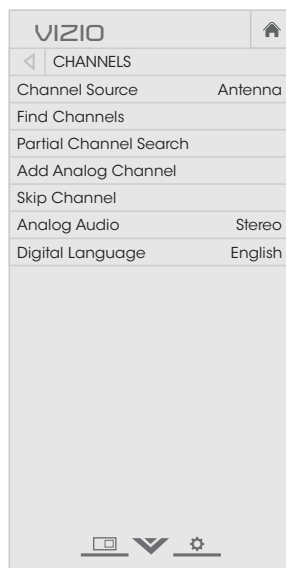 VIZIO
CHANNELS
Channel Source Antenna
Find Channels
Partial Channel Search
Add Analog Channel
Skip Channel
Analog Audio Stereo
Digital Language English